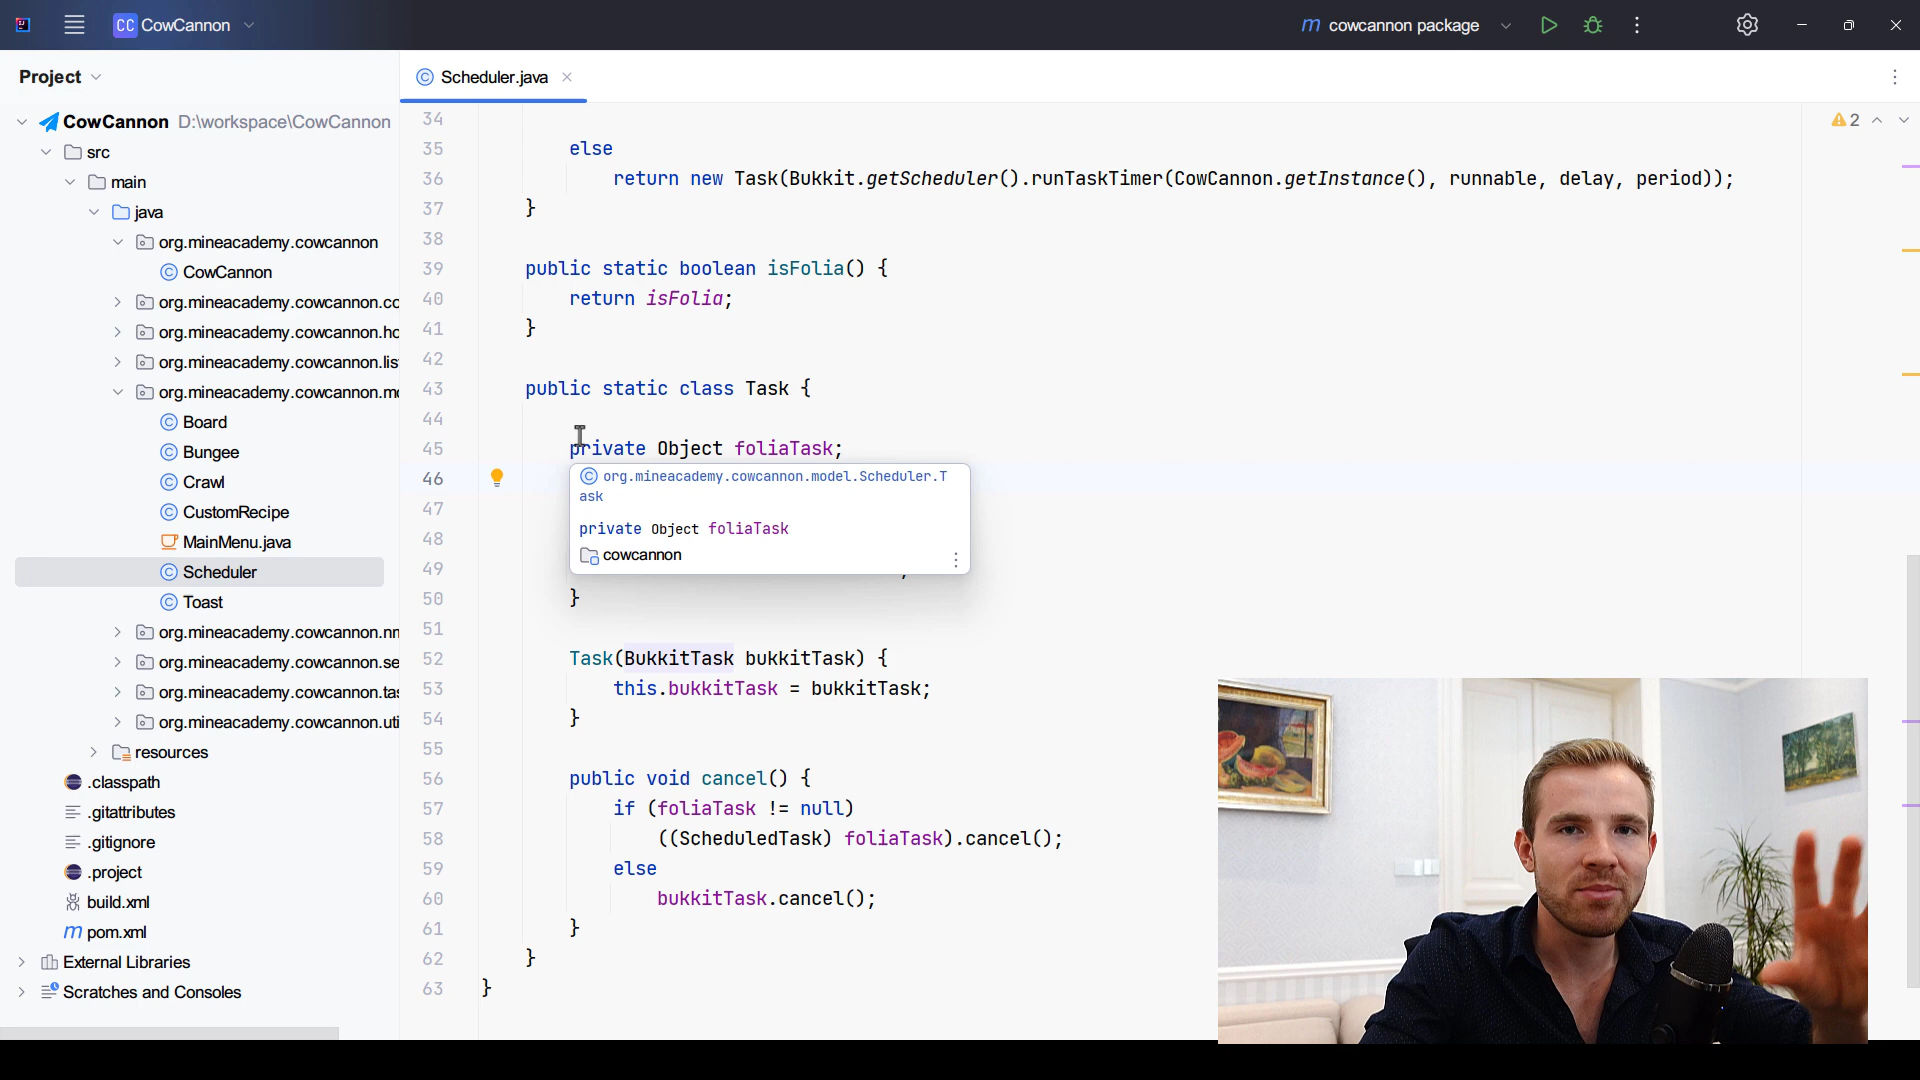 CC CowCannon
m cowcannon package
Project
Scheduler.java
CowCannon D:\workspace\CowCannon
src
main
java
org.mineacademy.cowcannon
CowCannon
org.mineacademy.cowcannon.co
org.mineacademy.cowcannon.ho
org.mineacademy.cowcannon.lis
org.mineacademy.cowcannon.mo
Board
Bungee
Crawl
CustomRecipe
MainMenu.java
Scheduler
Toast
org.mineacademy.cowcannon.nm
org.mineacademy.cowcannon.se
org.mineacademy.cowcannon.tas
org.mineacademy.cowcannon.uti
resources
.classpath
.gitattributes
.gitignore
.project
build.xml
m pom.xml
External Libraries
Scratches and Consoles
2
34
35 else
36 return new Task(Bukkit.getScheduler().runTaskTimer(CowCannon.getInstance(), runnable, delay, period));
37 }
38
39 public static boolean isFolia() {
40 return isFolia;
41 }
42
43 public static class Task {
44
45 private Object foliaTask;
46
47
48
49
50 }
51
52 Task(BukkitTask bukkitTask) {
53 this.bukkitTask = bukkitTask;
54 }
55
56 public void cancel() {
57 if (foliaTask != null)
58 ((ScheduledTask) foliaTask).cancel();
59 else
60 bukkitTask.cancel();
61 }
62 }
63 }
org.mineacademy.cowcannon.model.Scheduler.T
ask
private Object foliaTask
cowcannon